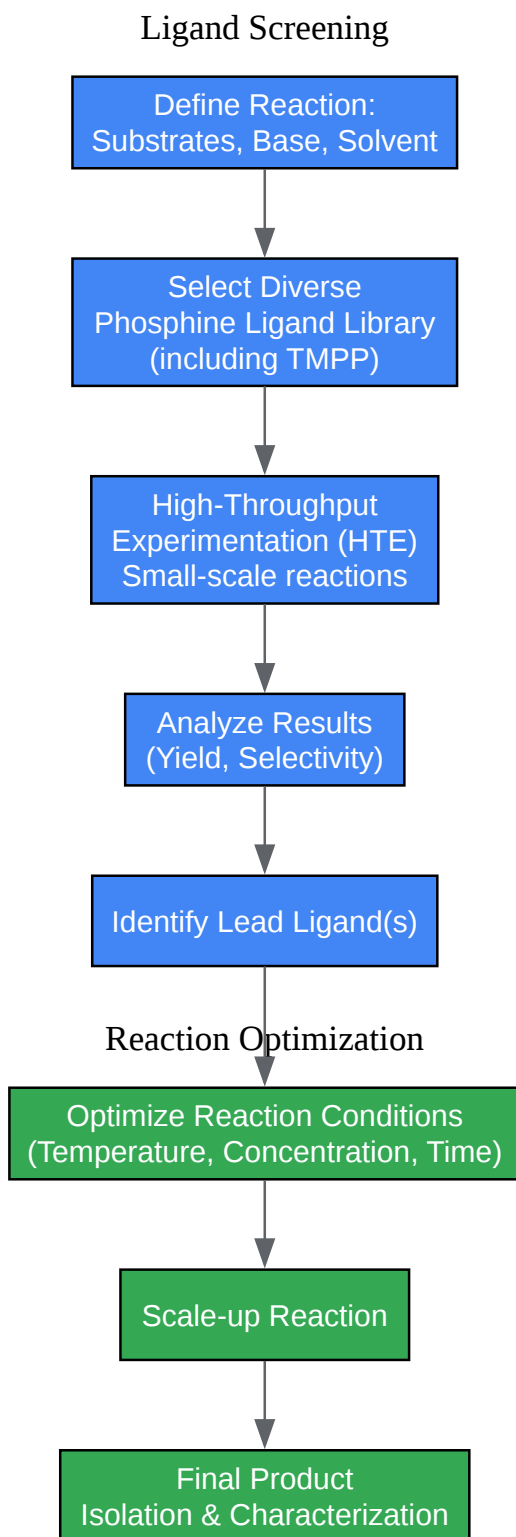 Ligand Screening
Define Reaction:
Substrates, Base, Solvent
Select Diverse
Phosphine Ligand Library
(including TMPP)
High-Throughput
Experimentation (HTE)
Small-scale reactions
Analyze Results
(Yield, Selectivity)
Identify Lead Ligand(s)
Reaction Optimization
Optimize Reaction Conditions
(Temperature, Concentration, Time)
Scale-up Reaction
Final Product
Isolation & Characterization